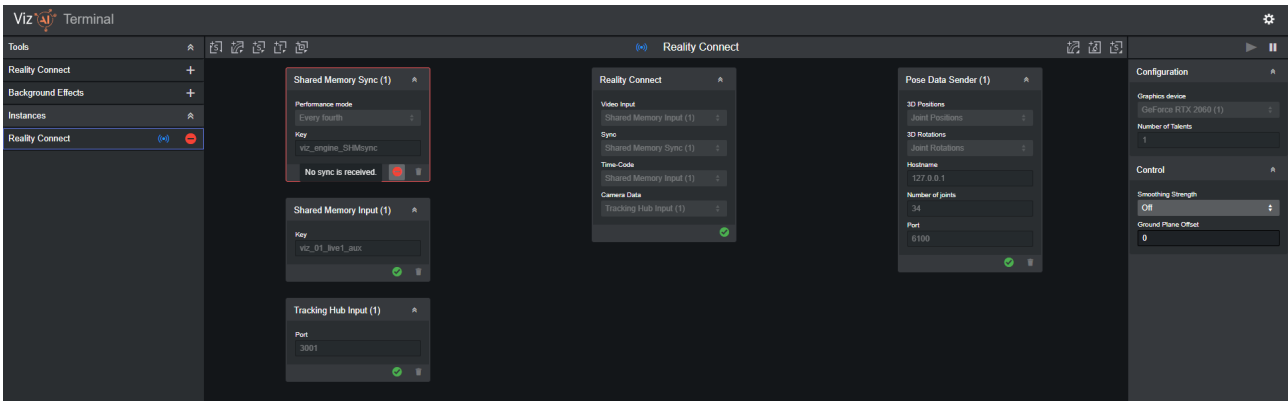 Viz AI Terminal
Tools
Reality Connect
Background Effects
Instances
Reality Connect
Reality Connect
Shared Memory Sync (1)
Performance mode
Every fourth
Key
viz_engine_SHMsync
No sync is received.
Shared Memory Input (1)
Key
viz_01_live1_aux
Tracking Hub Input (1)
Port
3001
Reality Connect
Video Input
Shared Memory Input (1)
Sync
Shared Memory Sync (1)
Time-Code
Shared Memory Input (1)
Camera Data
Tracking Hub Input (1)
Pose Data Sender (1)
3D Positions
Joint Positions
3D Rotations
Joint Rotations
Hostname
127.0.0.1
Number of joints
34
Port
6100
Configuration
Graphics device
GeForce RTX 2060 (1)
Number of Talents
1
Control
Smoothing Strength
Off
Ground Plane Offset
0